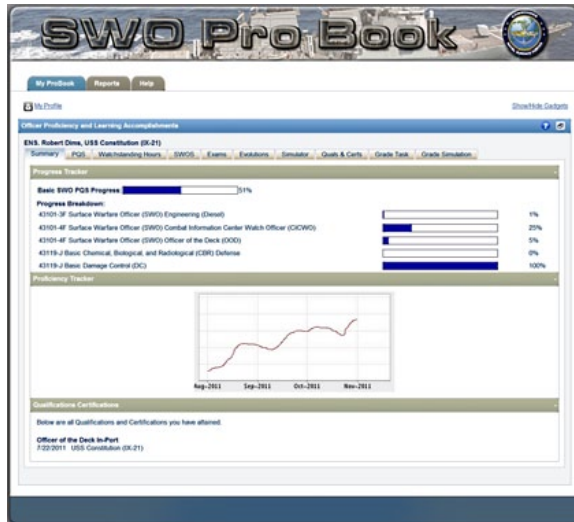 SWO Pro Book
My ProBook Reports Help
My Profile Show/Hide Gadgets
Officer Proficiency and Learning Accomplishments
ENS. Robert Dims, USS Constitution (IX-21)
Summary PQS Watchstanding Hours SWOS Exams Evolutions Simulator Quals & Certs Grade Task Grade Simulation
Progress Tracker
Basic SWO PQS Progress: 51%
Progress Breakdown:
43101-3F Surface Warfare Officer (SWO) Engineering (Diesel) 1%
43101-4F Surface Warfare Officer (SWO) Combat Information Center Watch Officer (CICWO) 25%
43101-4F Surface Warfare Officer (SWO) Officer of the Deck (OOD) 5%
43119-J Basic Chemical, Biological, and Radiological (CBR) Defense 0%
43119-J Basic Damage Control (DC) 100%
Proficiency Tracker
Aug-2011 Sep-2011 Oct-2011 Nov-2011
Qualifications Certifications
Below are all Qualifications and Certifications you have attained.
Officer of the Deck In-Port
7/22/2011 USS Constitution (IX-21)